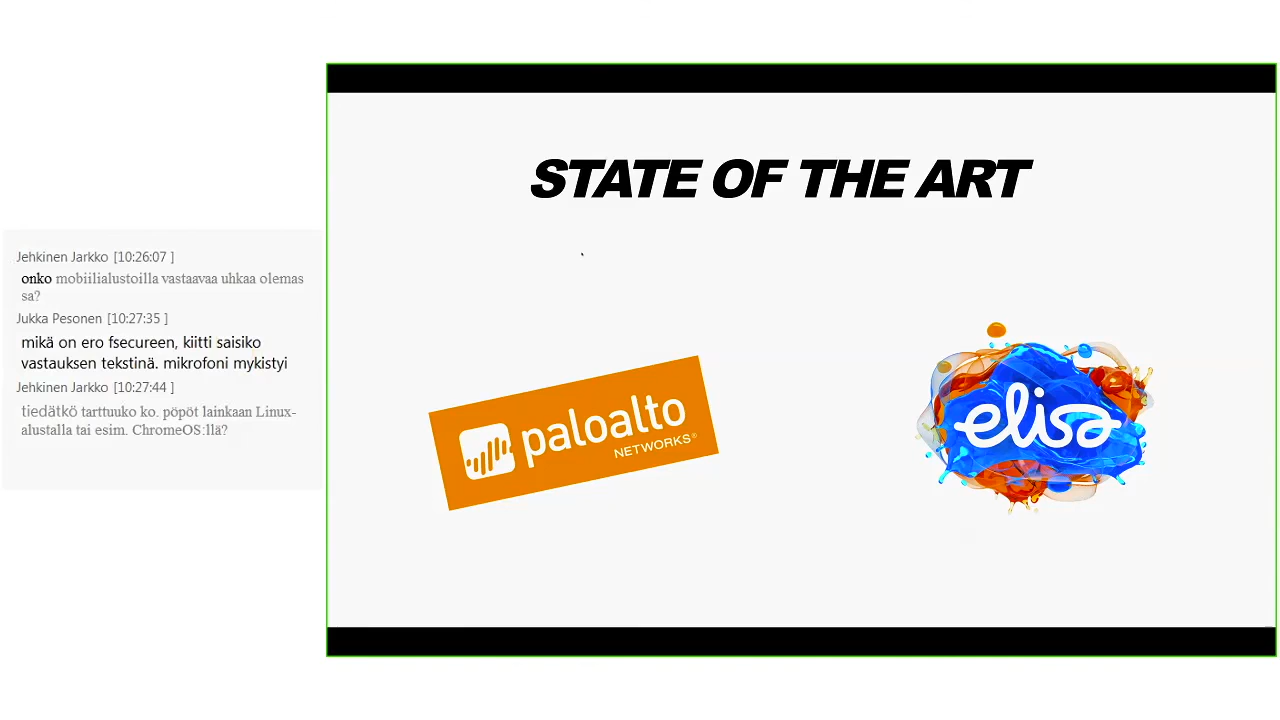 Jehkinen Jarkko [10:26:07 ]
onko mobiilialustoilla vastaavaa uhkaa olemas
sa?
Jukka Pesonen [10:27:35 ]
mikä on ero fsecureen, kiitti saisiko
vastauksen tekstinä. mikrofoni mykistyi
Jehkinen Jarkko [10:27:44 ]
tiedätkö tarttuuko ko. pöpöt lainkaan Linux-
alustalla tai esim. ChromeOS:llä?
STATE OF THE ART
paloalto
NETWORKS®
elisa